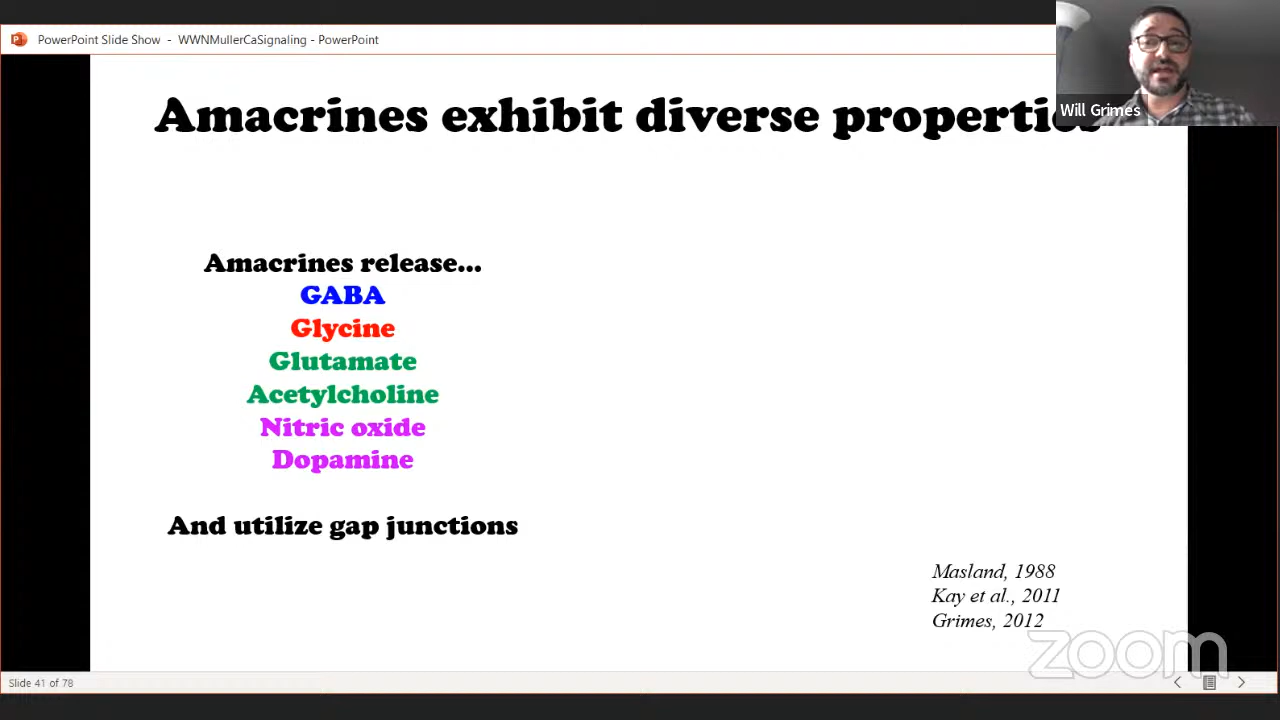 PowerPoint Slide Show - WWNMullerCaSignaling - PowerPoint
Will Grimes
Amacrines exhibit diverse properties
Amacrines release...
GABA
Glycine
Glutamate
Acetylcholine
Nitric oxide
Dopamine
And utilize gap junctions
Masland, 1988
Kay et al., 2011
Grimes, 2012
zoom
Slide 41 of 78